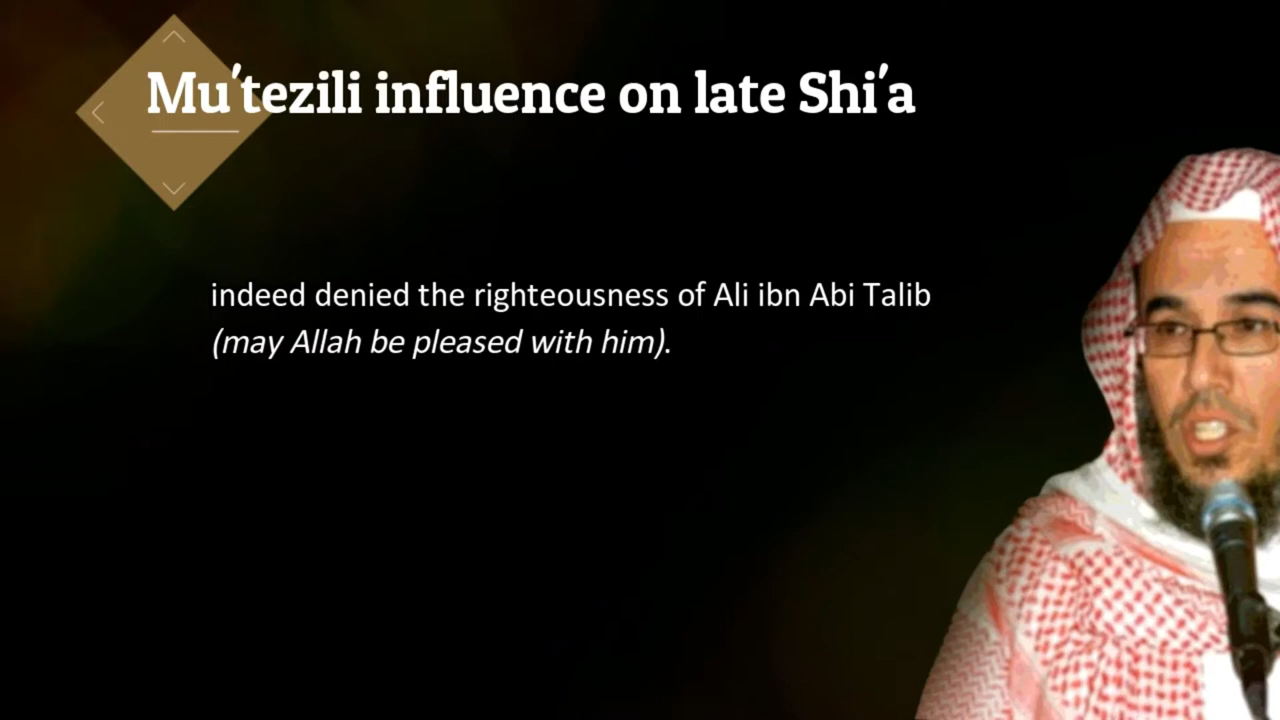 Mu'tezili influence on late Shi'a
indeed denied the righteousness of Ali ibn Abi Talib
(may Allah be pleased with him).